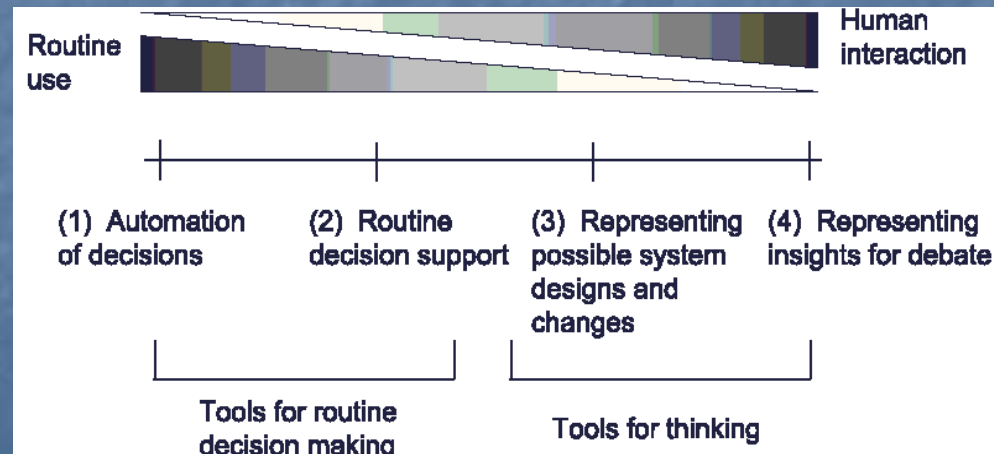 Routine
use
Human
interaction
(1) Automation
of decisions
(2) Routine
decision support
(3) Representing
possible system
designs and
changes
(4) Representing
insights for debate
Tools for routine
decision making
Tools for thinking